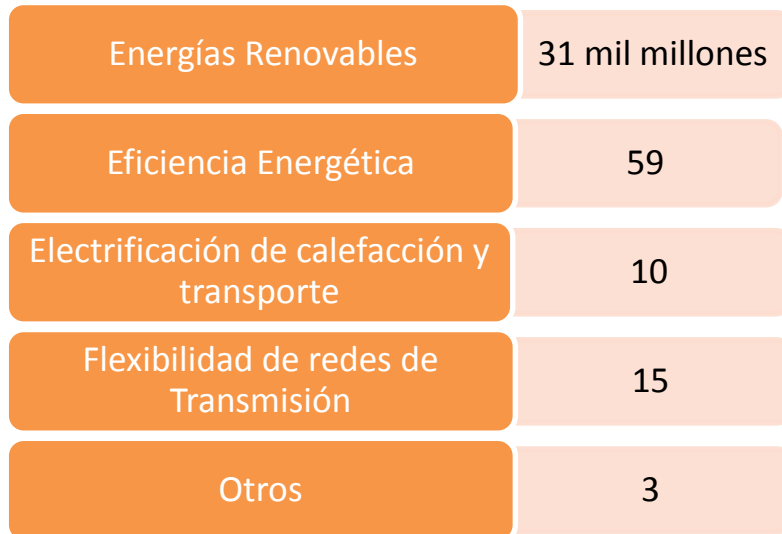 Energías Renovables
31 mil millones
Eficiencia Energética
59
Electrificación de calefacción y
transporte
10
Flexibilidad de redes de
Transmisión
15
Otros
3